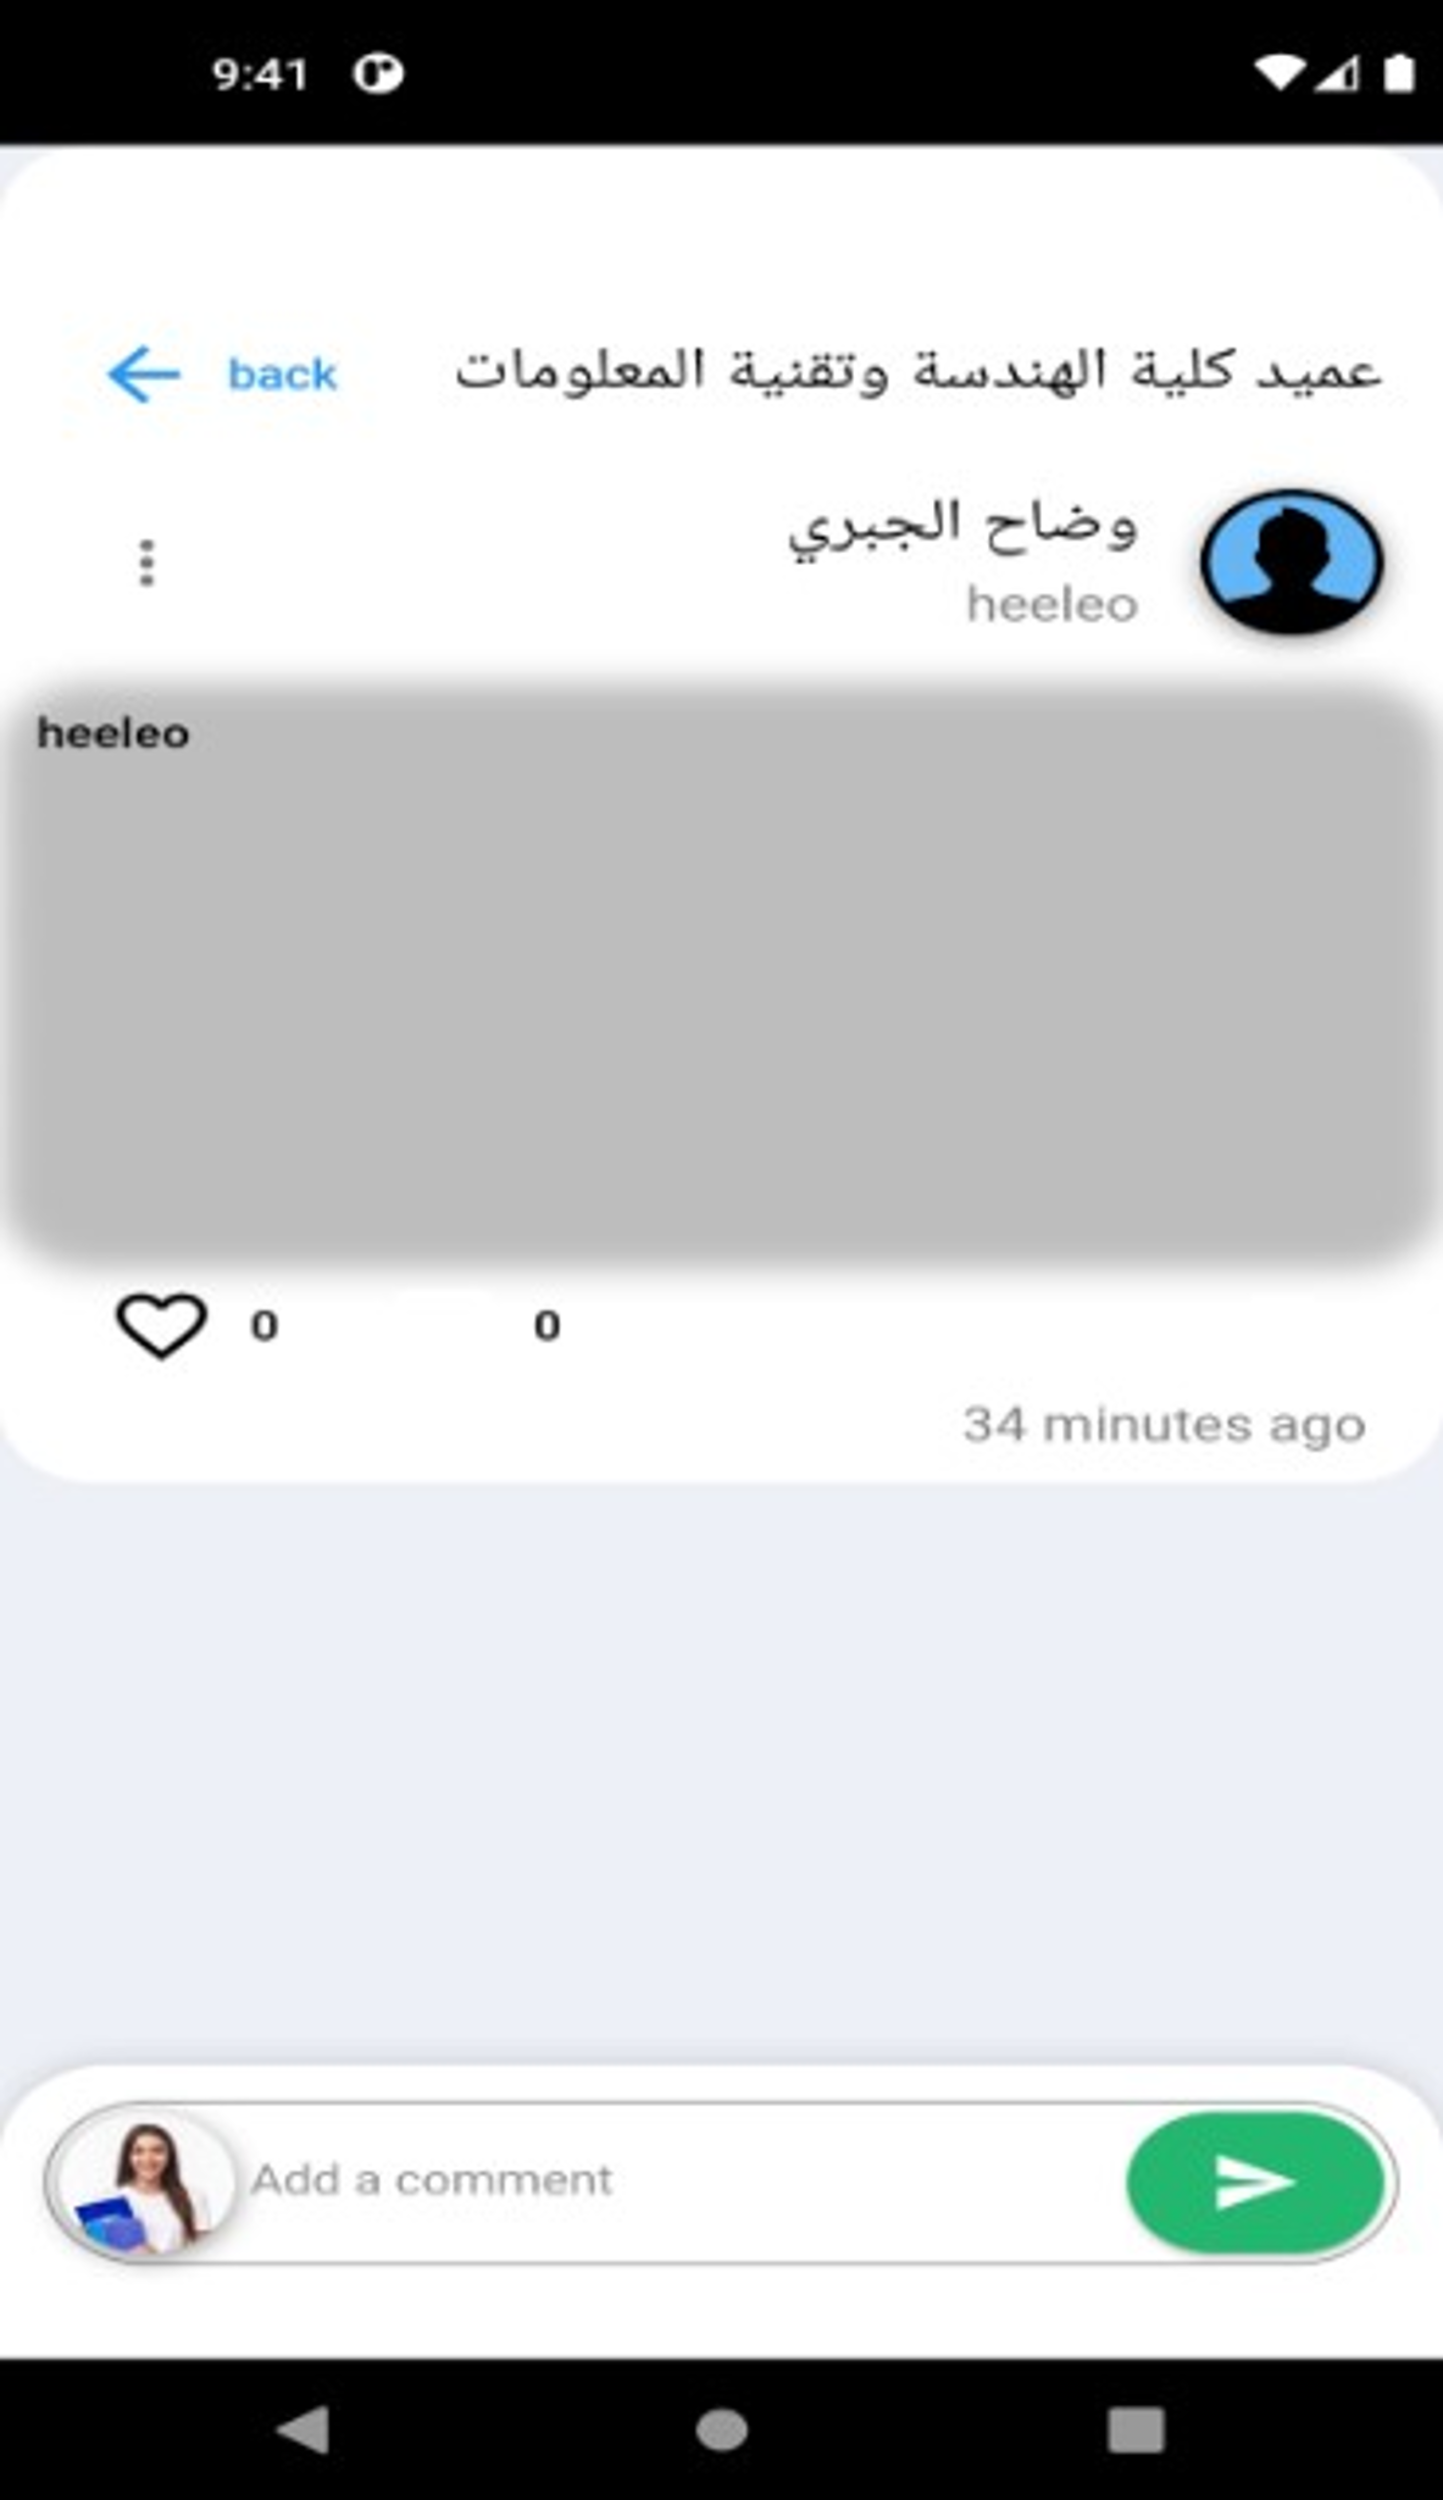 9:41
back عميد كلية الهندسة وتقنية المعلومات
وضاح الجبري
heeleo
heeleo
0 0
34 minutes ago
Add a comment